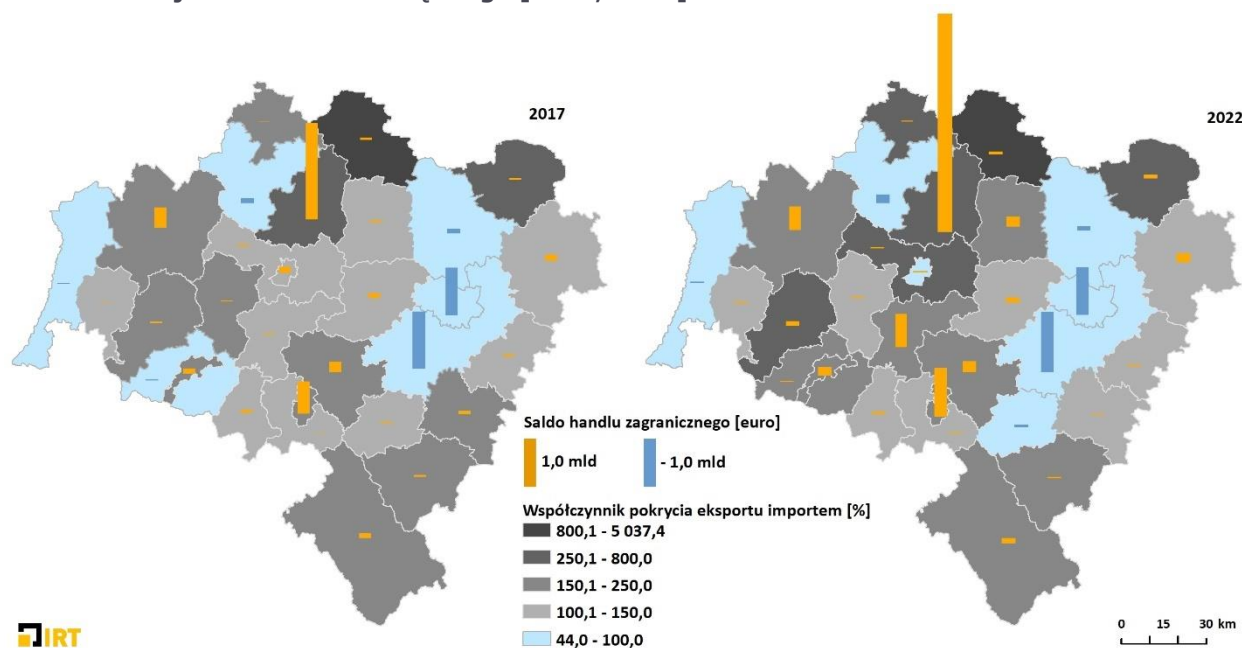 2017
2022
Saldo handlu zagranicznego [euro]
1,0 mld
- 1,0 mld
Współczynnik pokrycia eksportu importem [%]
800,1 - 5 037,4
250,1 - 800,0
150,1 - 250,0
100,1 - 150,0
44,0 - 100,0
IRT
0 15 30 km